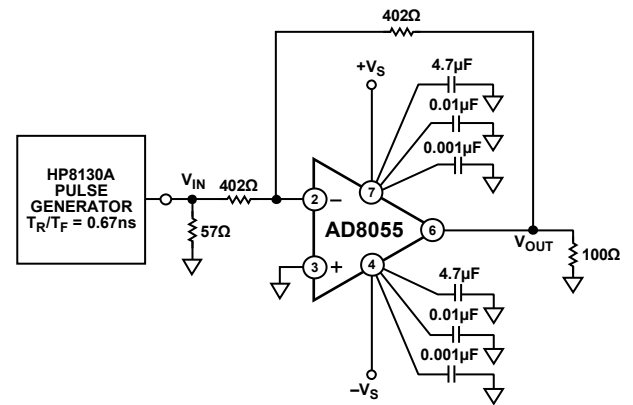 402Ω
+VS
4.7µF
0.01µF
0.001µF
HP8130A
PULSE
GENERATOR
TR/TF = 0.67ns
VIN
402Ω
57Ω
2
–
7
AD8055
6
3
+
4
VOUT
100Ω
4.7µF
0.01µF
0.001µF
–VS